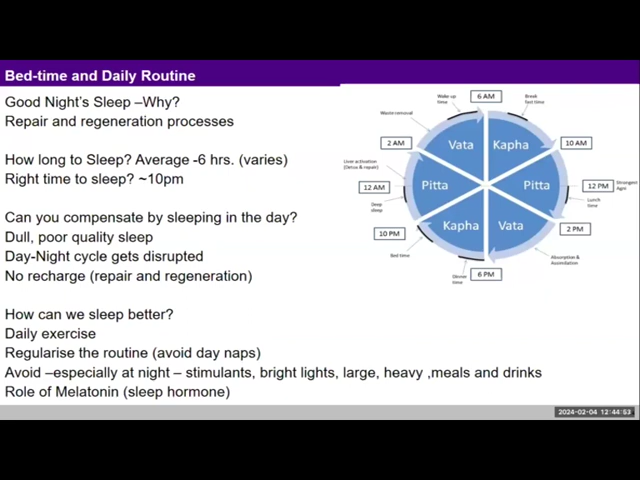 Bed-time and Daily Routine
Good Night's Sleep –Why?
Repair and regeneration processes
How long to Sleep? Average -6 hrs. (varies)
Right time to sleep? ~10pm
Can you compensate by sleeping in the day?
Dull, poor quality sleep
Day-Night cycle gets disrupted
No recharge (repair and regeneration)
How can we sleep better?
Daily exercise
Regularise the routine (avoid day naps)
Avoid –especially at night – stimulants, bright lights, large, heavy ,meals and drinks
Role of Melatonin (sleep hormone)
6 AM
Wake up
time
Break
fast time
Waste removal
2 AM
Vata
Kapha
10 AM
Liver activation
(Detox & repair)
12 AM
Pitta
Pitta
12 PM
Strongest
Agni
Deep
sleep
Lunch
time
10 PM
Kapha
Vata
2 PM
Bed time
Dinner
time
6 PM
Absorption &
Assimilation
2024-02-04 12:44:53